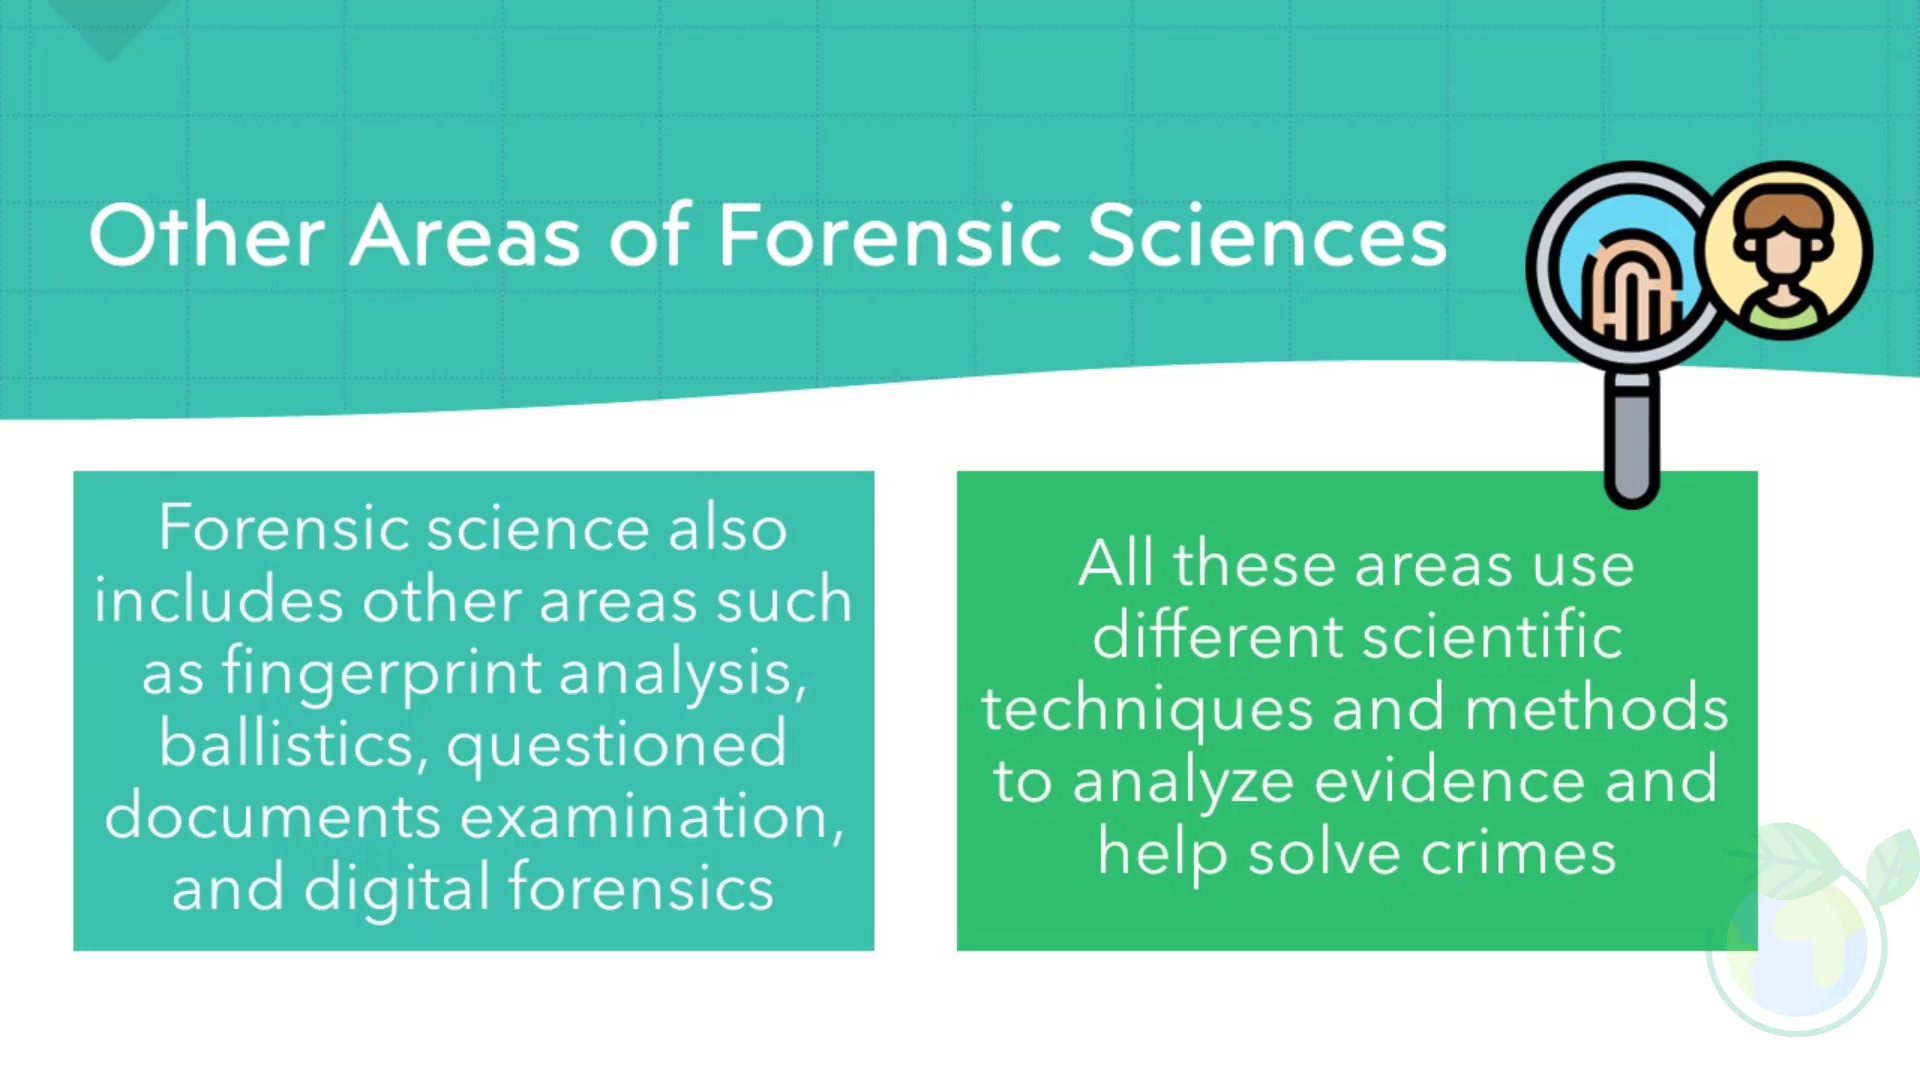 Other Areas of Forensic Sciences
Forensic science also
includes other areas such
as fingerprint analysis,
ballistics, questioned
documents examination,
and digital forensics
All these areas use
different scientific
techniques and methods
to analyze evidence and
help solve crimes